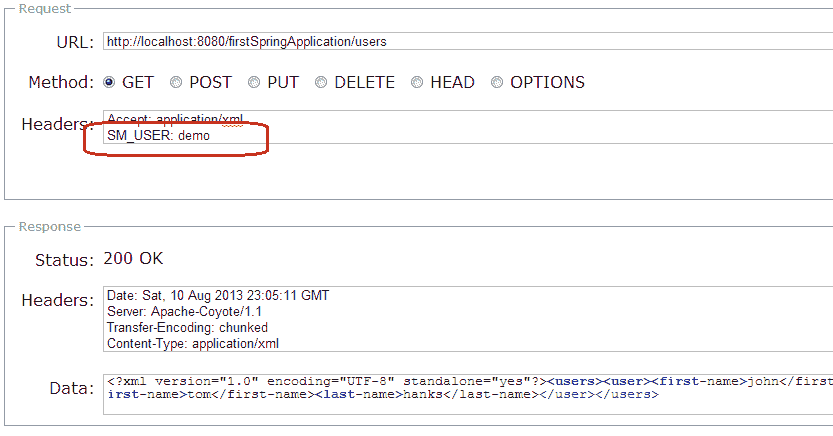 Request
URL: http://localhost:8080/firstSpringApplication/users
Method: GET POST PUT DELETE HEAD OPTIONS
Headers: Accept: application/xml
SM_USER: demo
Response
Status: 200 OK
Headers: Date: Sat, 10 Aug 2013 23:05:11 GMT
Server: Apache-Coyote/1.1
Transfer-Encoding: chunked
Content-Type: application/xml
Data: <?xml version="1.0" encoding="UTF-8" standalone="yes"?><users><user><first-name>john</first
irst-name>tom</first-name><last-name>hanks</last-name></user></users>